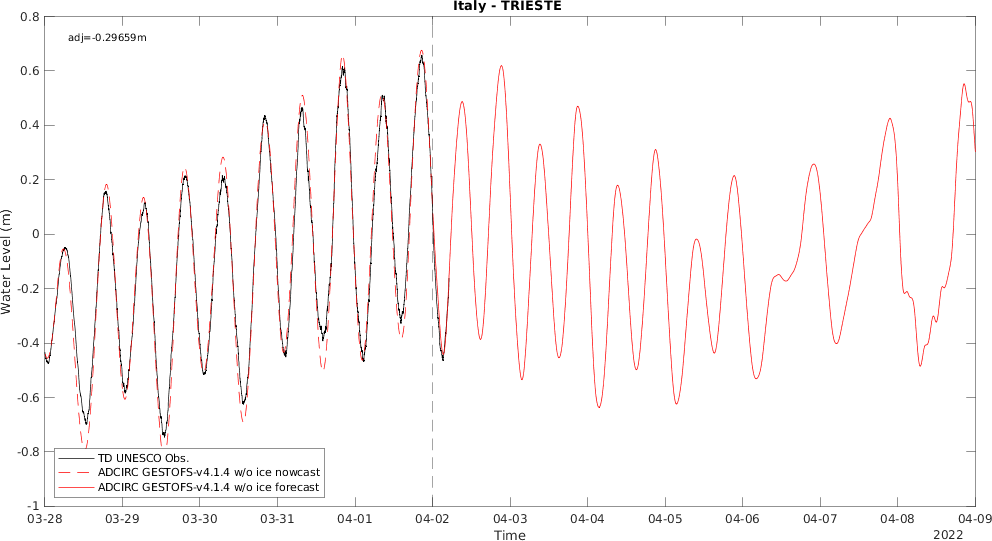 Italy - TRIESTE
adj=-0.29659m
0.8
0.6
0.4
0.2
0
-0.2
-0.4
-0.6
-0.8
-1
Water Level (m)
TD UNESCO Obs.
ADCIRC GESTOFS-v4.1.4 w/o ice nowcast
ADCIRC GESTOFS-v4.1.4 w/o ice forecast
03-28 03-29 03-30 03-31 04-01 04-02 04-03 04-04 04-05 04-06 04-07 04-08 04-09
Time
2022